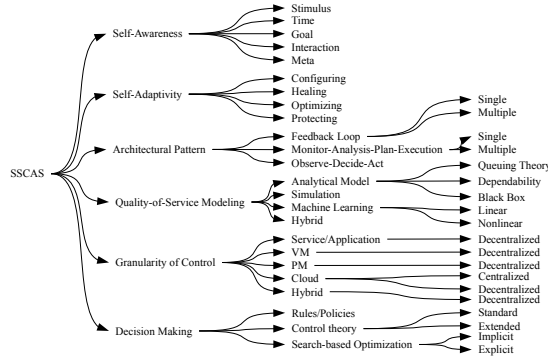 SSCAS
Self-Awareness
Stimulus
Time
Goal
Interaction
Meta
Self-Adaptivity
Configuring
Healing
Optimizing
Protecting
Architectural Pattern
Feedback Loop
Single
Multiple
Monitor-Analysis-Plan-Execution
Single
Multiple
Observe-Decide-Act
Quality-of-Service Modeling
Analytical Model
Queuing Theory
Dependability
Black Box
Simulation
Machine Learning
Linear
Nonlinear
Hybrid
Granularity of Control
Service/Application
Decentralized
VM
Decentralized
PM
Decentralized
Cloud
Centralized
Decentralized
Hybrid
Decentralized
Decision Making
Rules/Policies
Control theory
Standard
Extended
Search-based Optimization
Implicit
Explicit